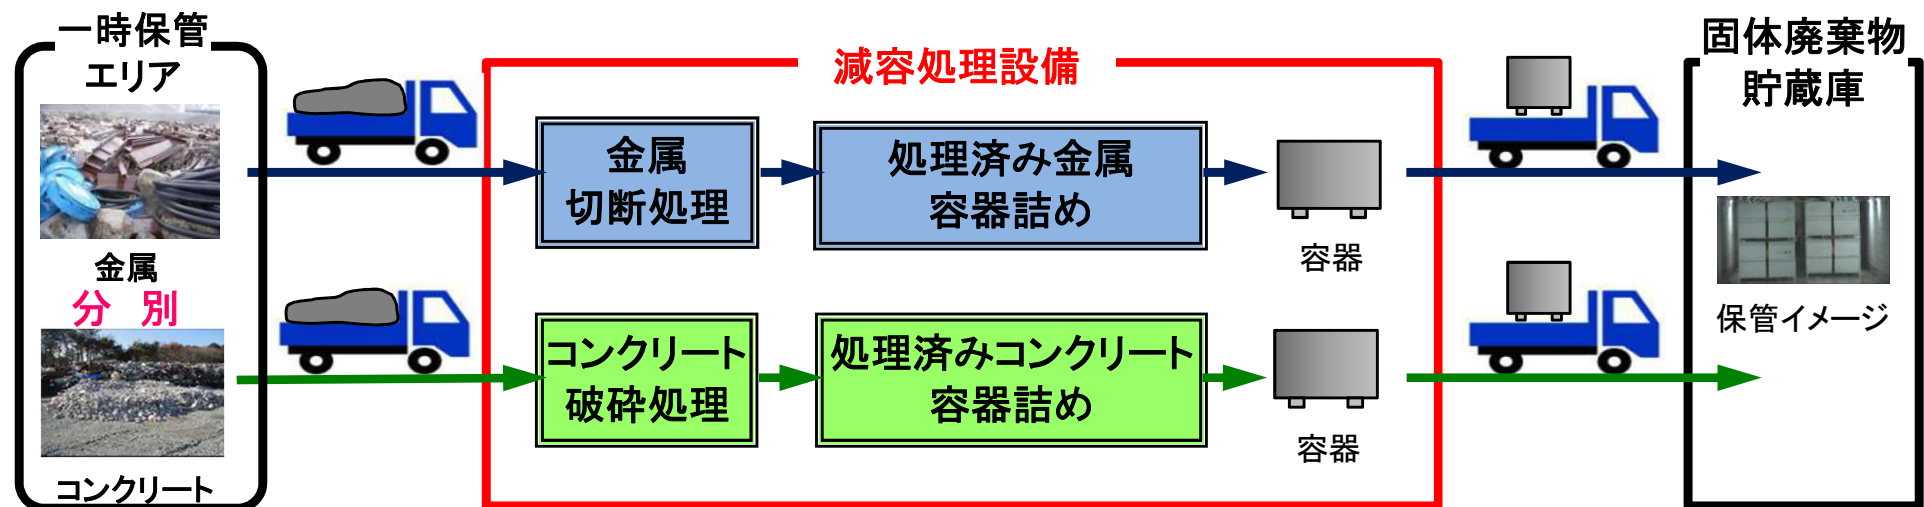 一時保管
エリア
金属
分　別
コンクリート
減容処理設備
金属
切断処理
処理済み金属
容器詰め
容器
コンクリート
破砕処理
処理済みコンクリート
容器詰め
容器
固体廃棄物
貯蔵庫
保管イメージ